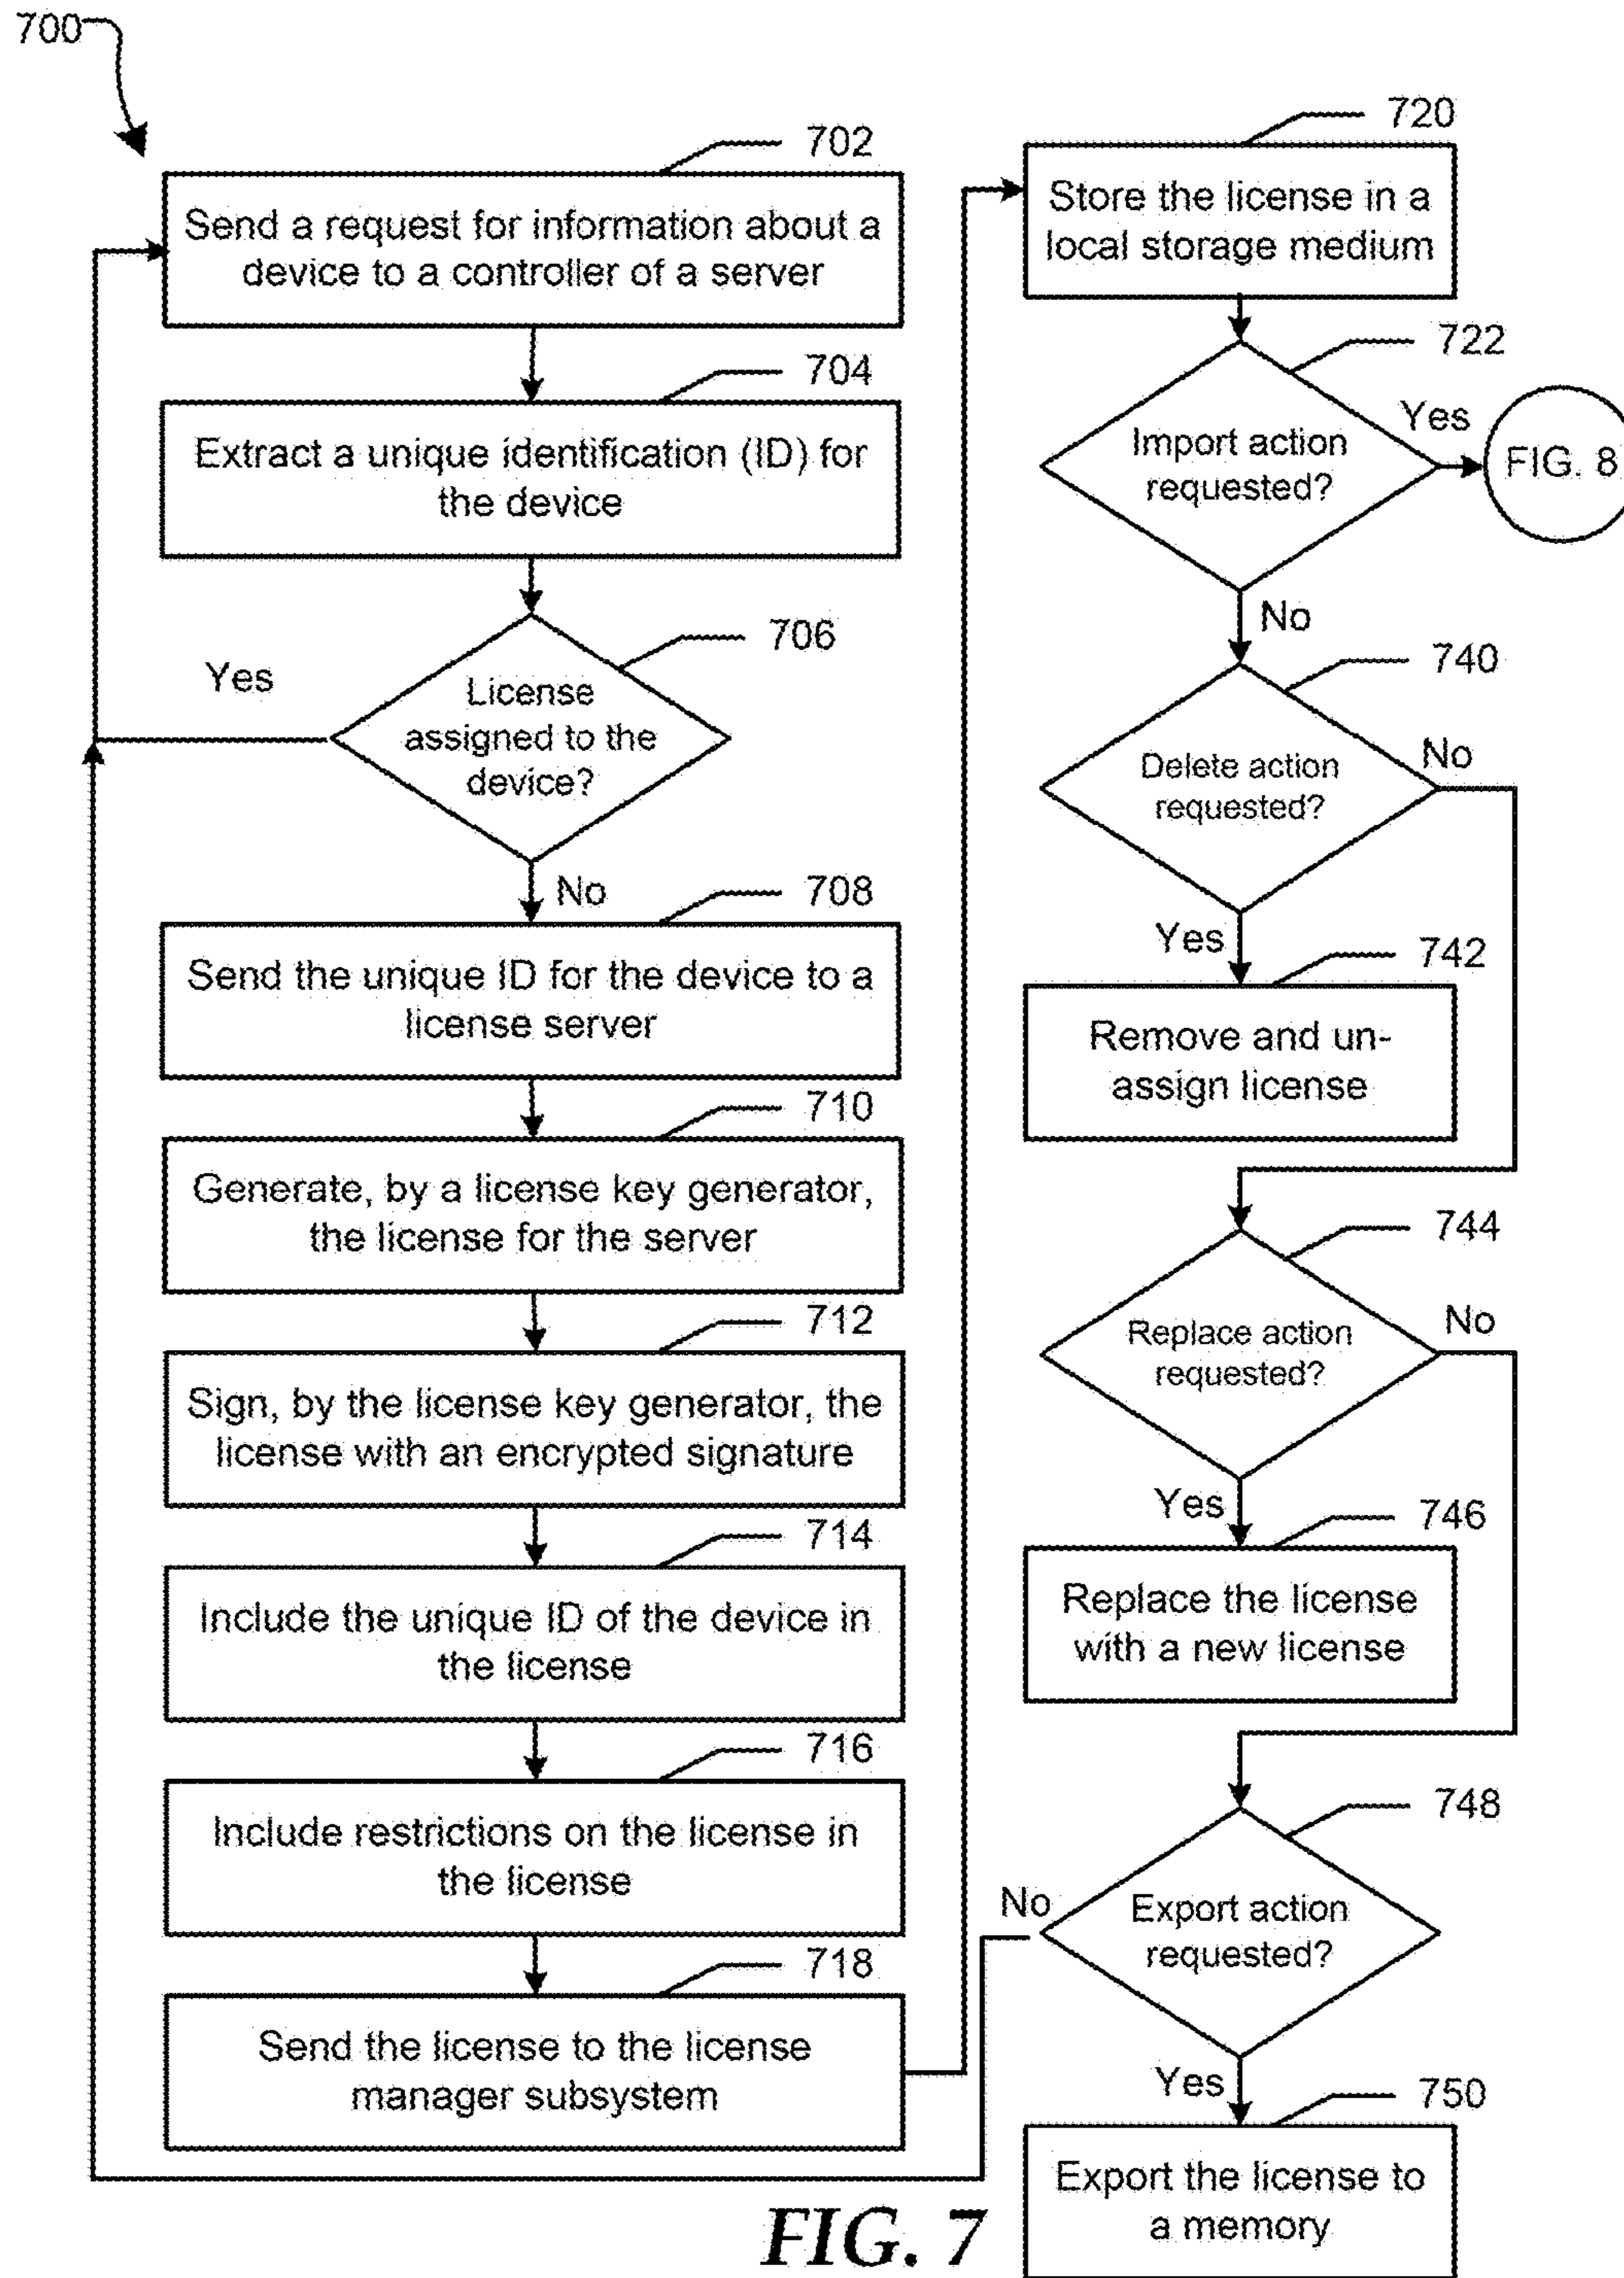 700
702
Send a request for information about a
device to a controller of a server
704
Extract a unique identification (ID) for
the device
706
Yes
License
assigned to the
device?
No
708
Send the unique ID for the device to a
license server
710
Generate, by a license key generator,
the license for the server
712
Sign, by the license key generator, the
license with an encrypted signature
714
Include the unique ID of the device in
the license
716
Include restrictions on the license in
the license
718
Send the license to the license
manager subsystem
720
Store the license in a
local storage medium
722
Import action
requested?
Yes
FIG. 8
No
740
Delete action
requested?
No
Yes
742
Remove and un-
assign license
744
Replace action
requested?
No
Yes
746
Replace the license
with a new license
748
No
Export action
requested?
Yes
750
Export the license to
a memory
FIG. 7